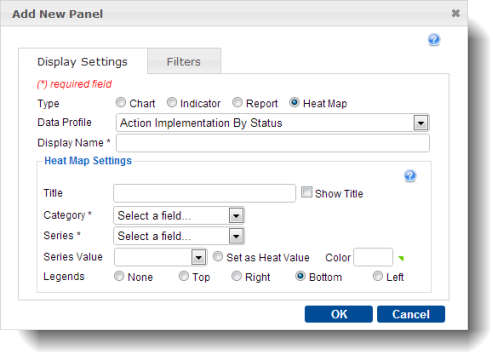 Add New Panel
Display Settings Filters
(*) required field
Type Chart Indicator Report Heat Map
Data Profile Action Implementation By Status
Display Name *
Heat Map Settings
Title Show Title
Category * Select a field...
Series * Select a field...
Series Value Set as Heat Value Color
Legends None Top Right Bottom Left
OK Cancel